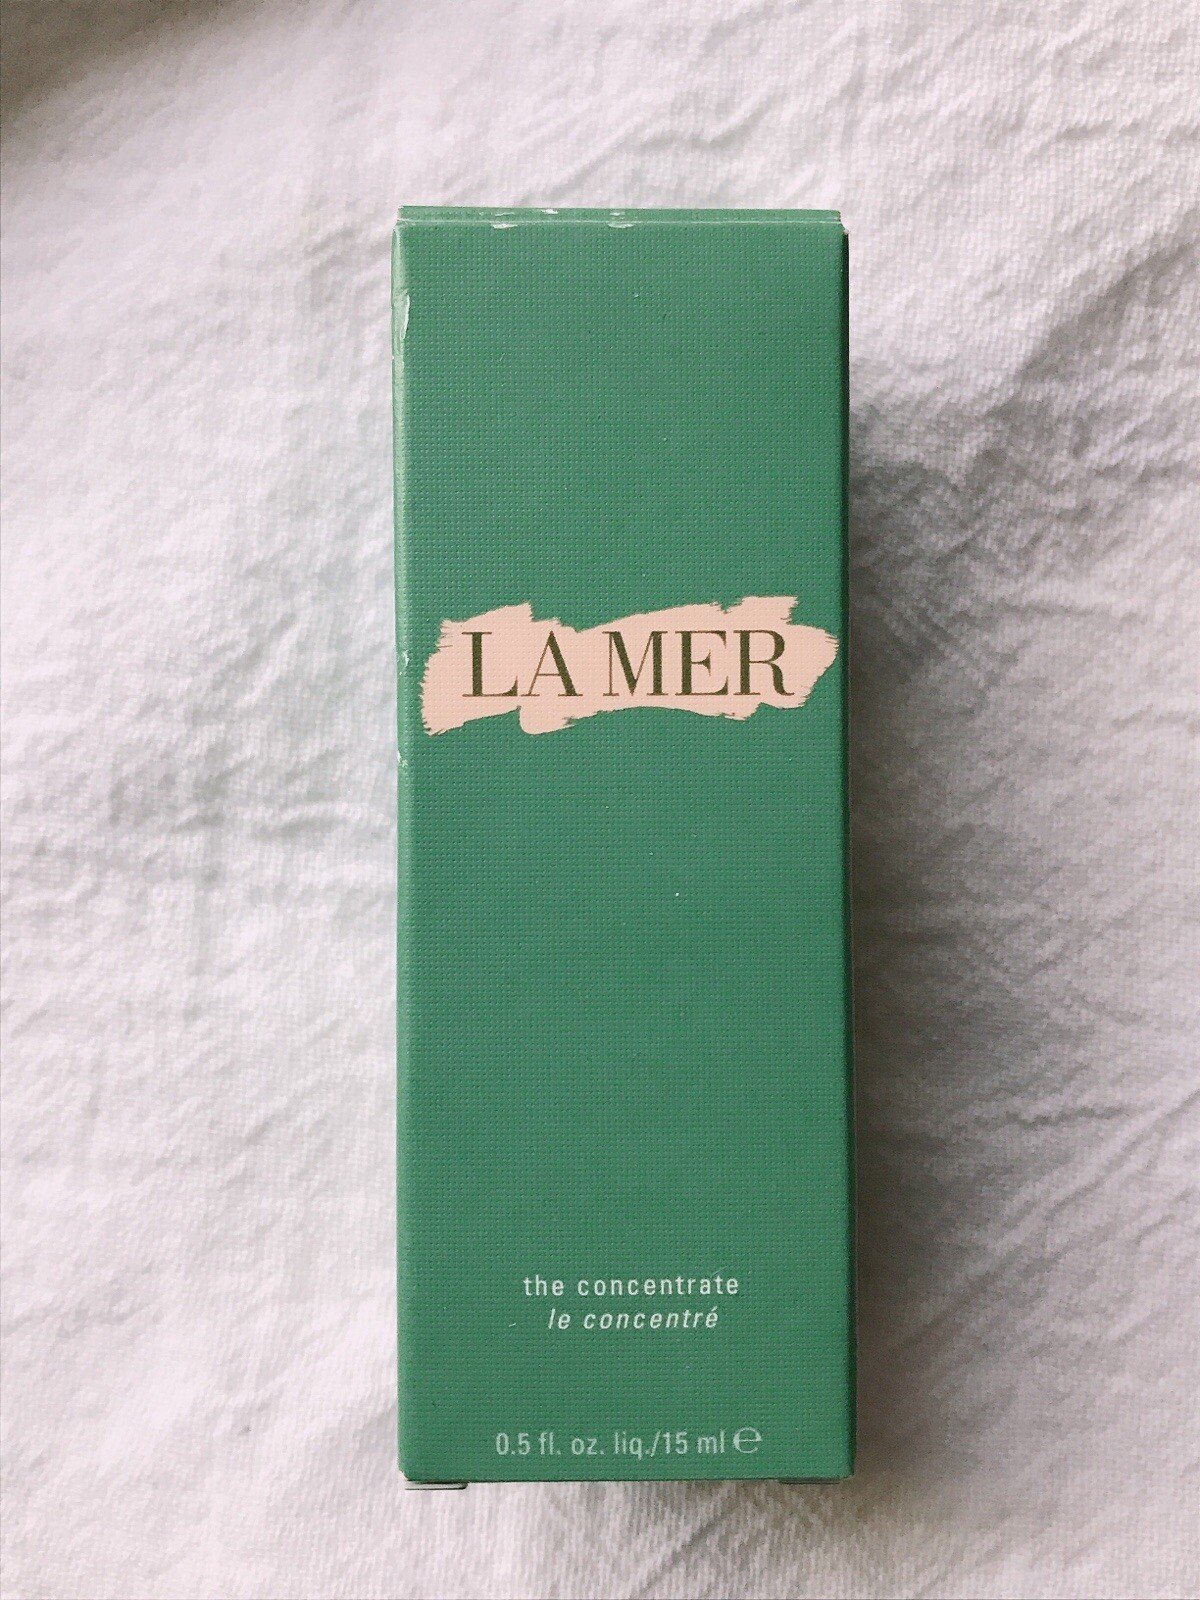 LA MER
the concentrate
le concentré
0.5 fl. oz. liq./15 ml ℮